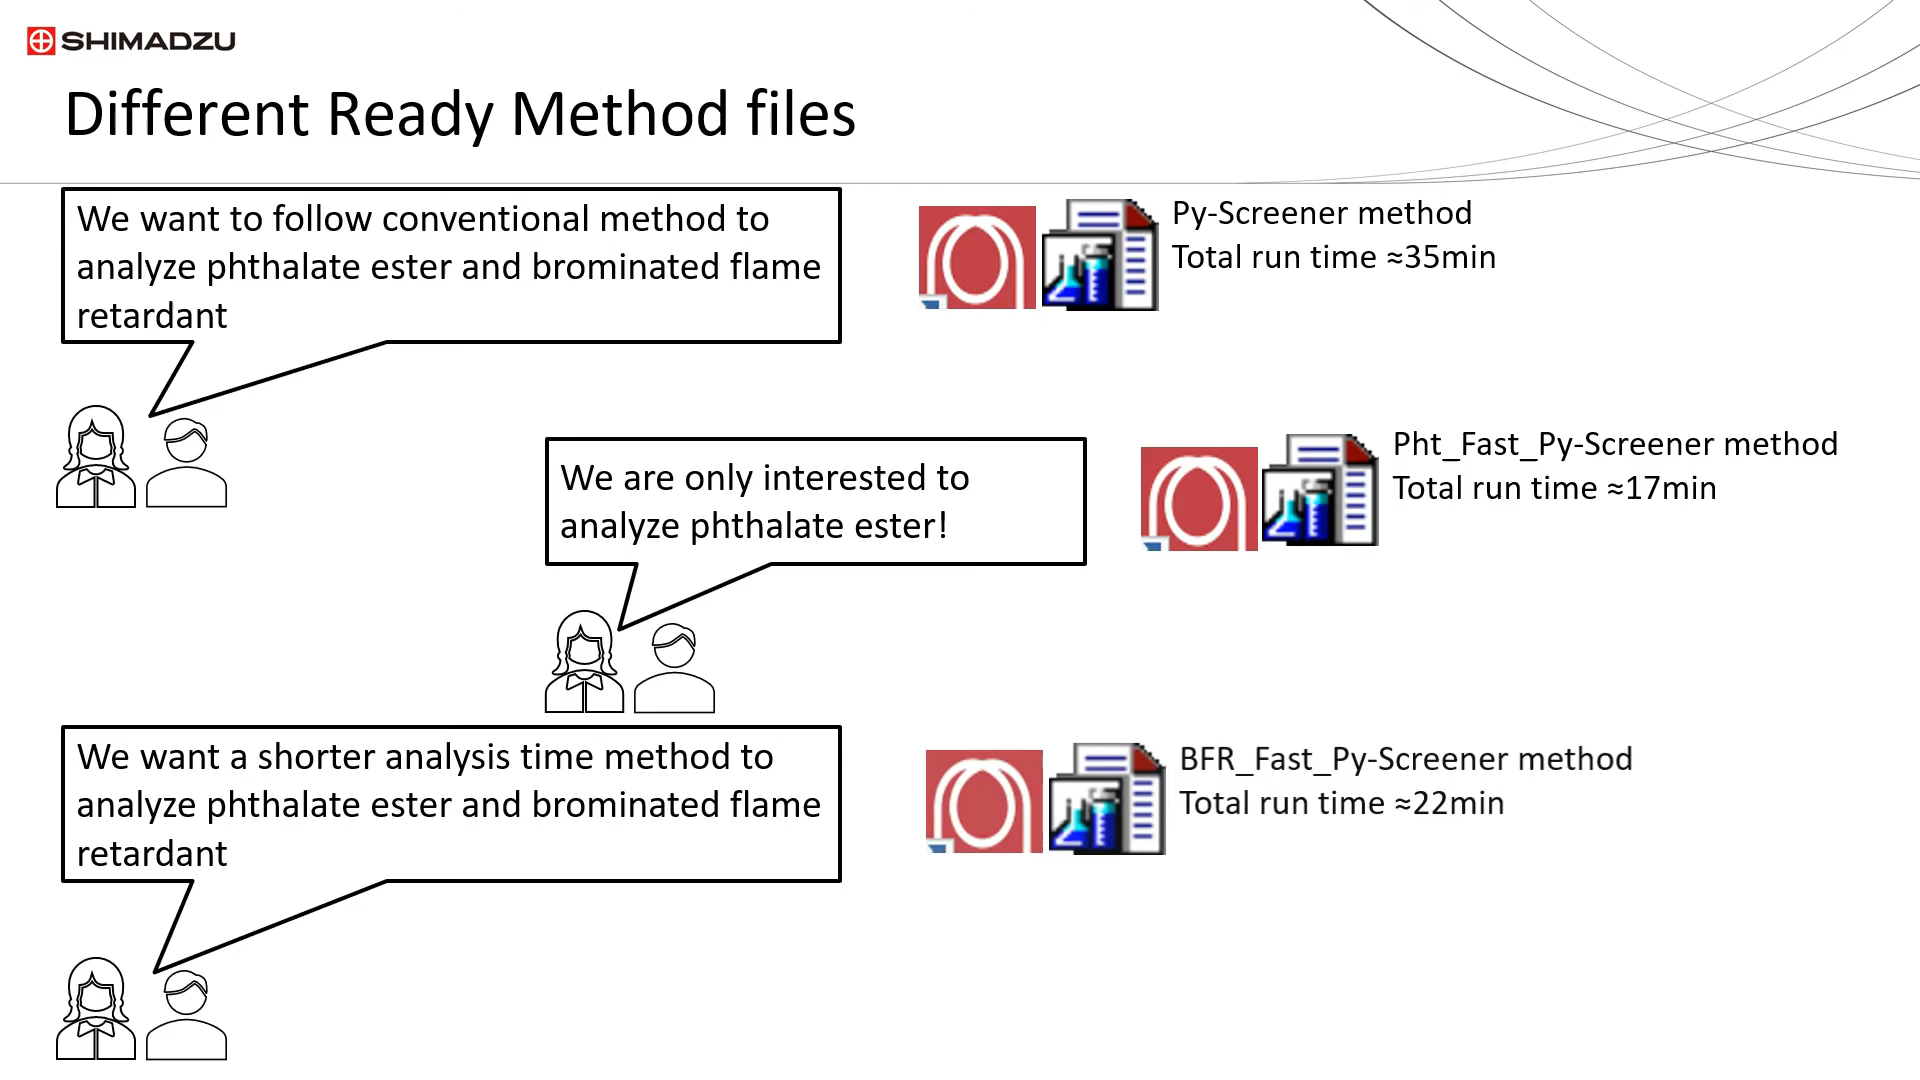 SHIMADZU
Different Ready Method files
We want to follow conventional method to
analyze phthalate ester and brominated flame
retardant
Py-Screener method
Total run time ≈35min
We are only interested to
analyze phthalate ester!
Pht_Fast_Py-Screener method
Total run time ≈17min
We want a shorter analysis time method to
analyze phthalate ester and brominated flame
retardant
BFR_Fast_Py-Screener method
Total run time ≈22min